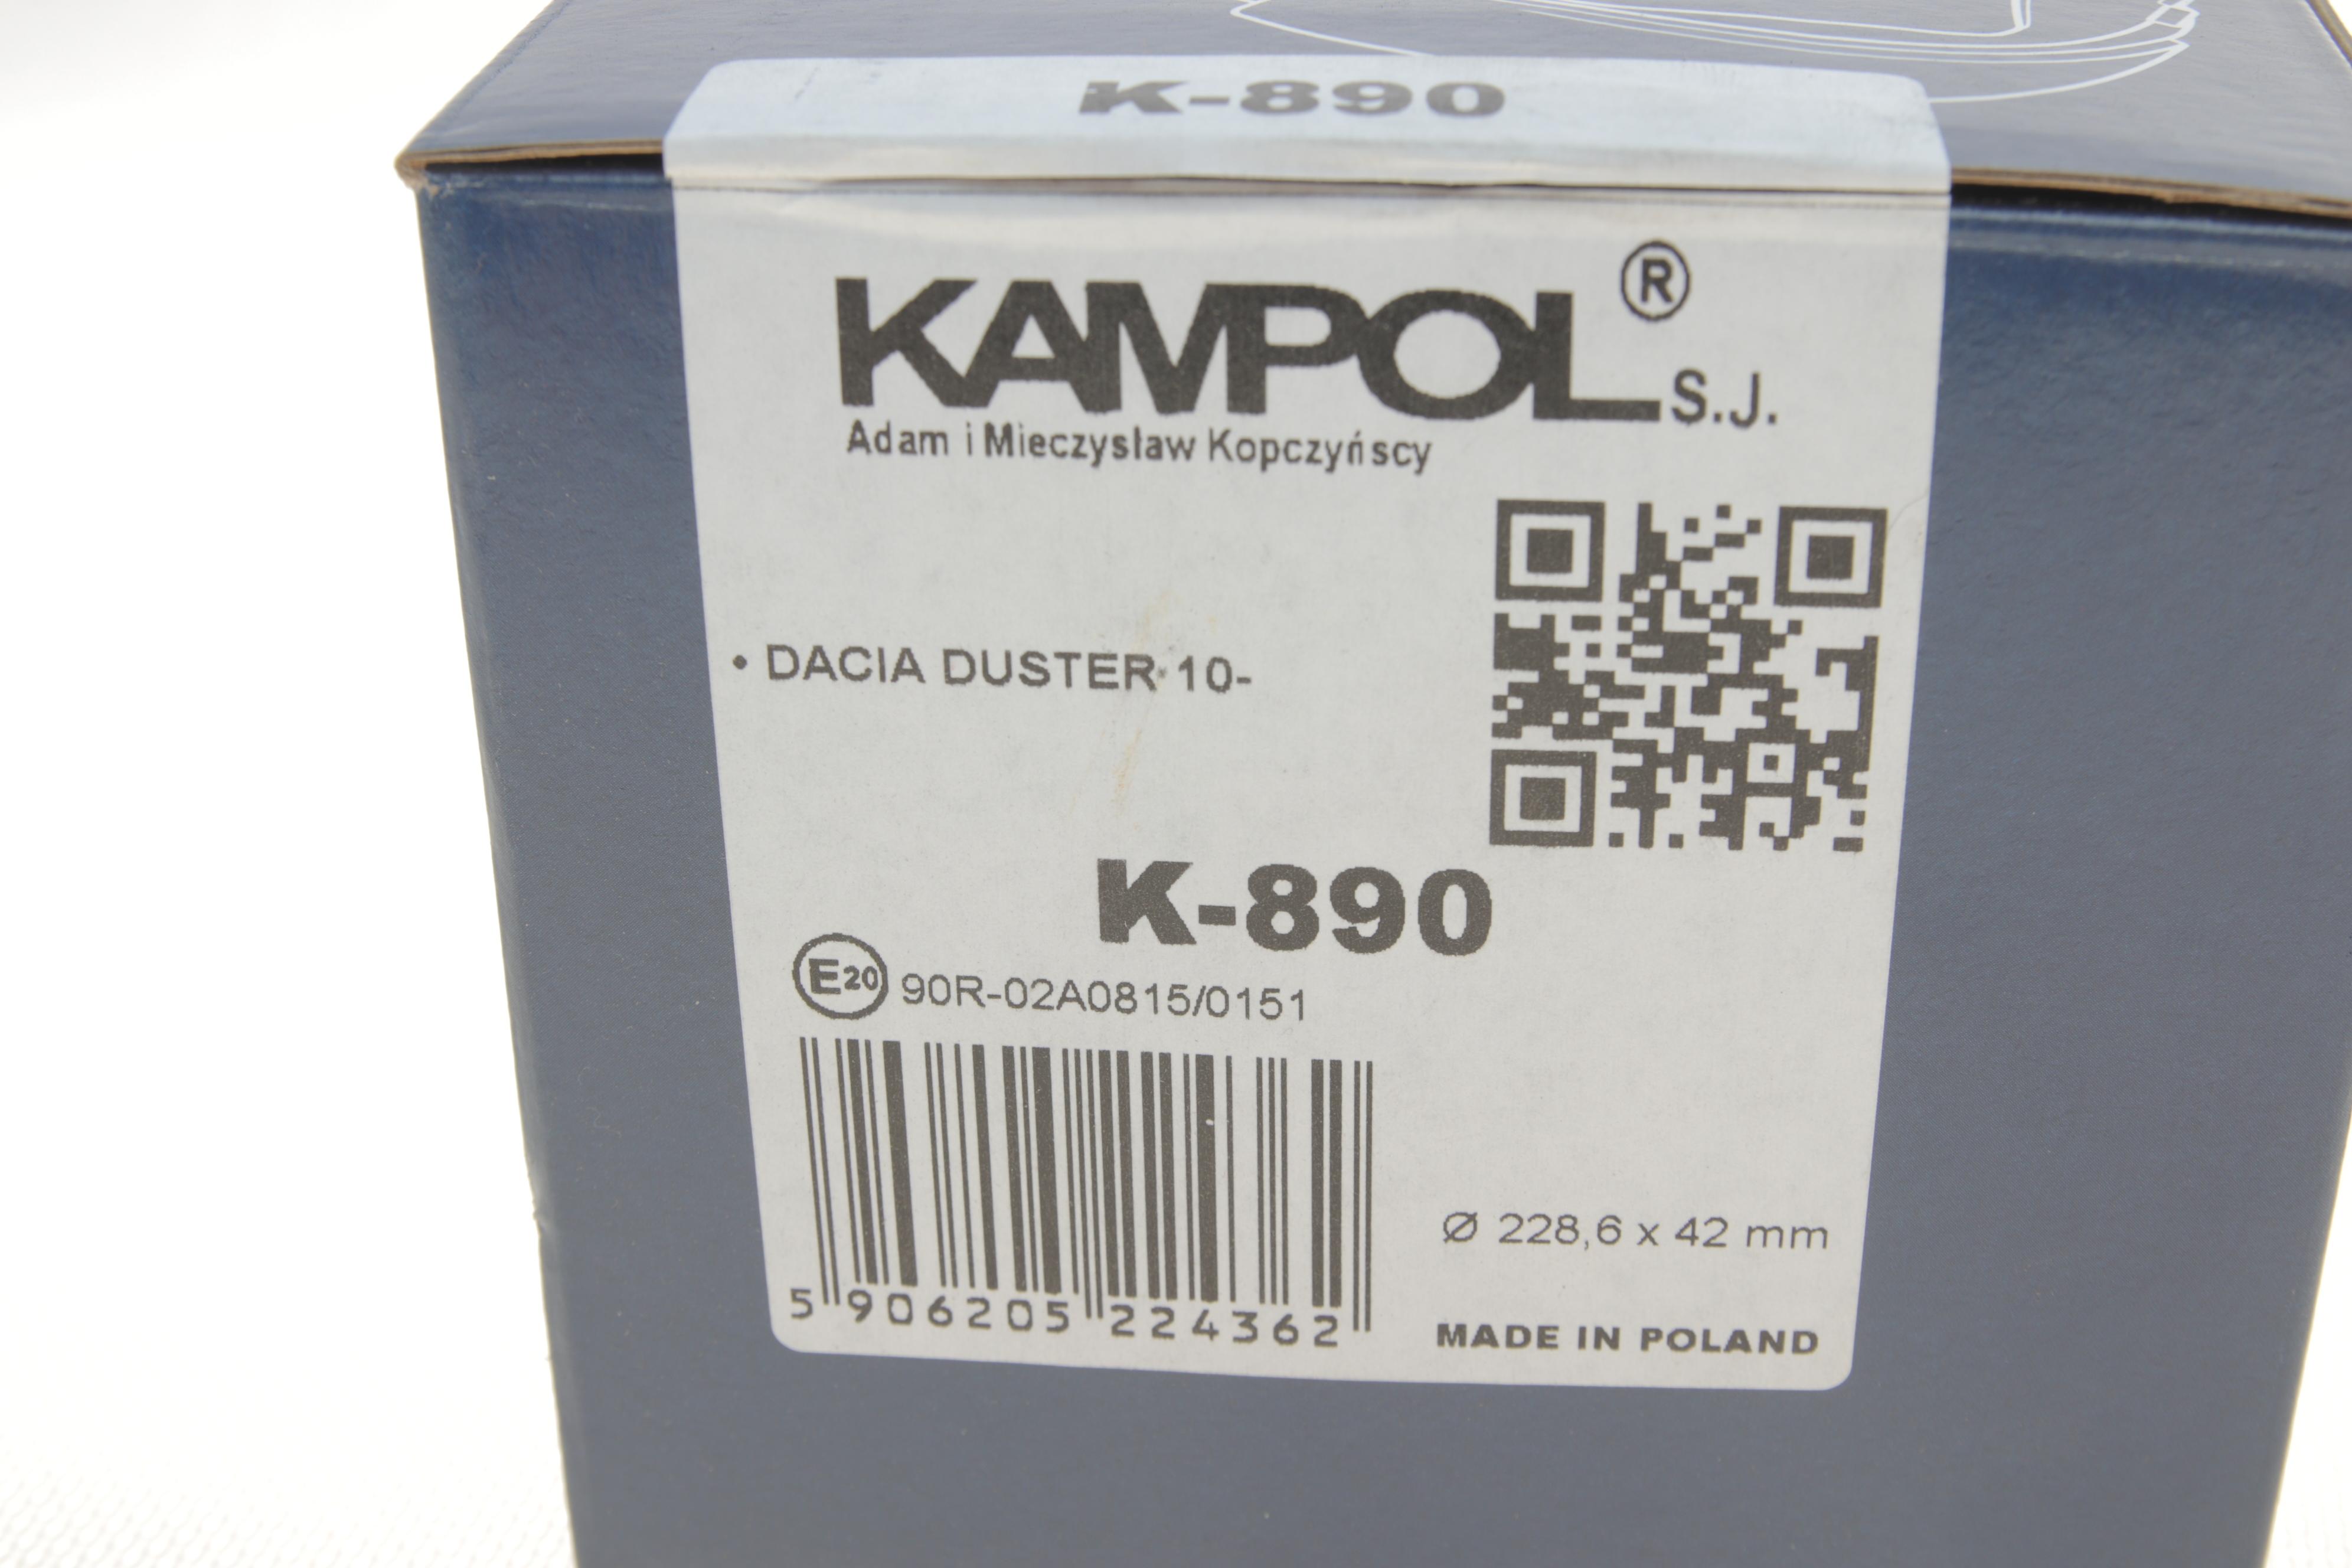 K-890
KAMPOL® S.J.
Adam i Mieczysław Kopczyńscy
• DACIA DUSTER 10-
K-890
E20 90R-02A0815/0151
5 906205 224362
Ø 228,6 x 42 mm
MADE IN POLAND